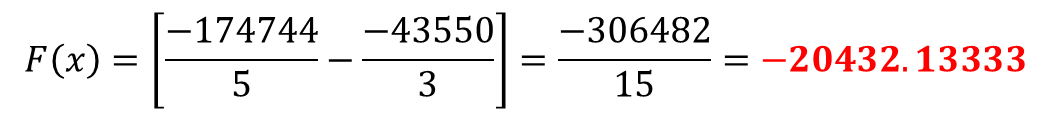 F(x) = [−174744/5 − −43550/3] = −306482/15 = −20432.13333